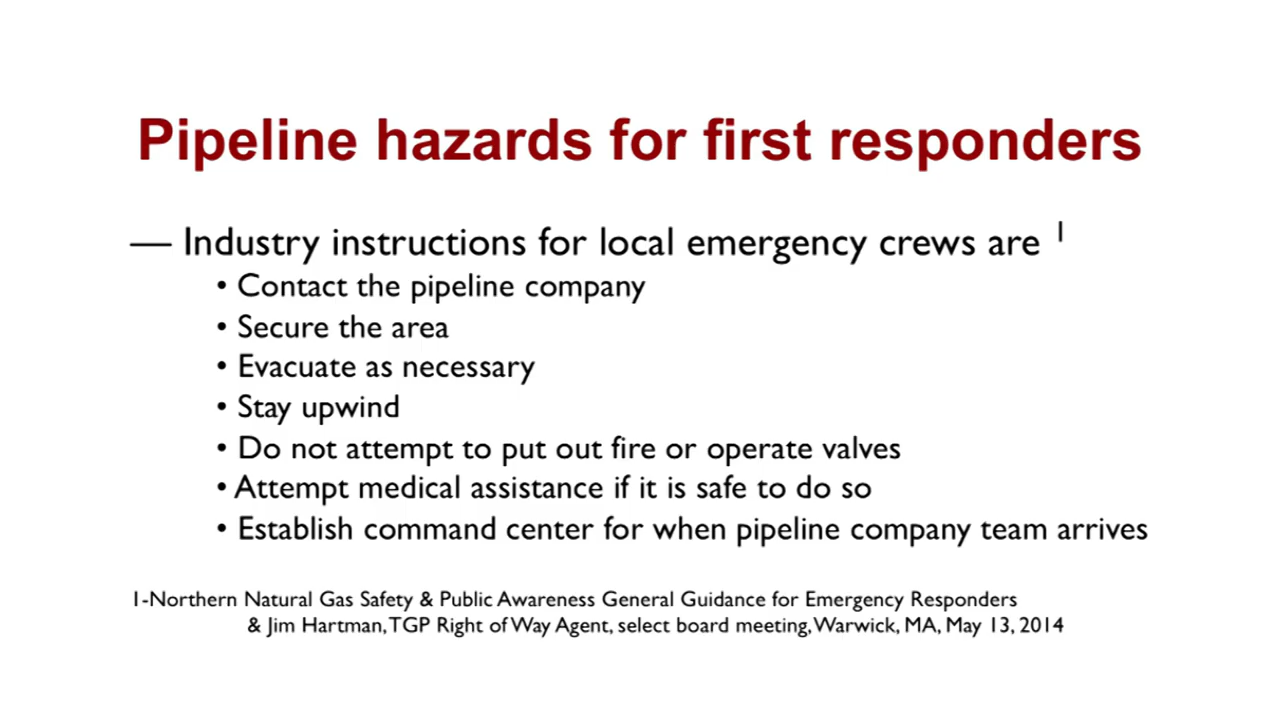 Pipeline hazards for first responders
— Industry instructions for local emergency crews are 1
• Contact the pipeline company
• Secure the area
• Evacuate as necessary
• Stay upwind
• Do not attempt to put out fire or operate valves
• Attempt medical assistance if it is safe to do so
• Establish command center for when pipeline company team arrives
1-Northern Natural Gas Safety & Public Awareness General Guidance for Emergency Responders
& Jim Hartman, TGP Right of Way Agent, select board meeting, Warwick, MA, May 13, 2014